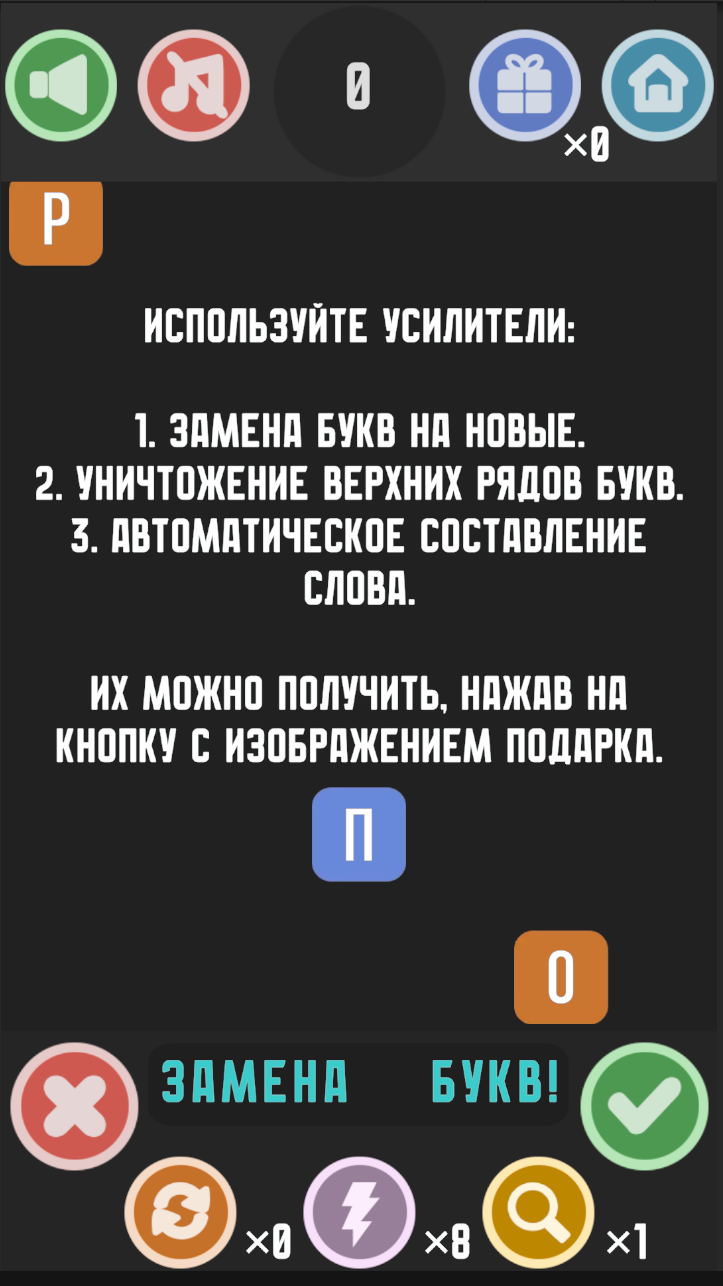 0
×0
Р
ИСПОЛЬЗУЙТЕ УСИЛИТЕЛИ:
1. ЗАМЕНА БУКВ НА НОВЫЕ.
2. УНИЧТОЖЕНИЕ ВЕРХНИХ РЯДОВ БУКВ.
3. АВТОМАТИЧЕСКОЕ СОСТАВЛЕНИЕ
СЛОВА.
ИХ МОЖНО ПОЛУЧИТЬ, НАЖАВ НА
КНОПКУ С ИЗОБРАЖЕНИЕМ ПОДАРКА.
П
О
ЗАМЕНА БУКВ!
×0 ×8 ×1